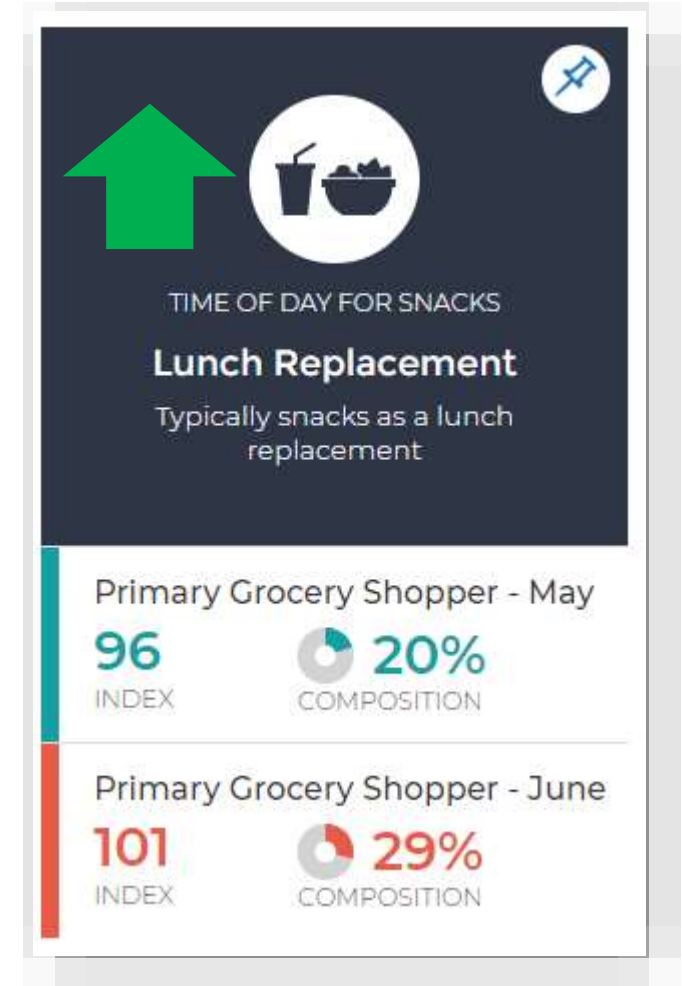 TIME OF DAY FOR SNACKS
Lunch Replacement
Typically snacks as a lunch
replacement
Primary Grocery Shopper - May
96 20%
INDEX COMPOSITION
Primary Grocery Shopper - June
101 29%
INDEX COMPOSITION